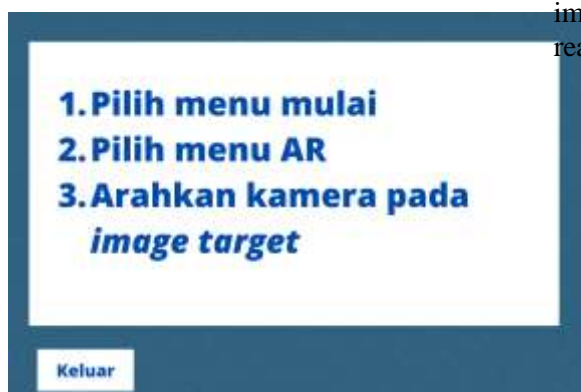 1. Pilih menu mulai
2. Pilih menu AR
3. Arahkan kamera pada
image target
Keluar